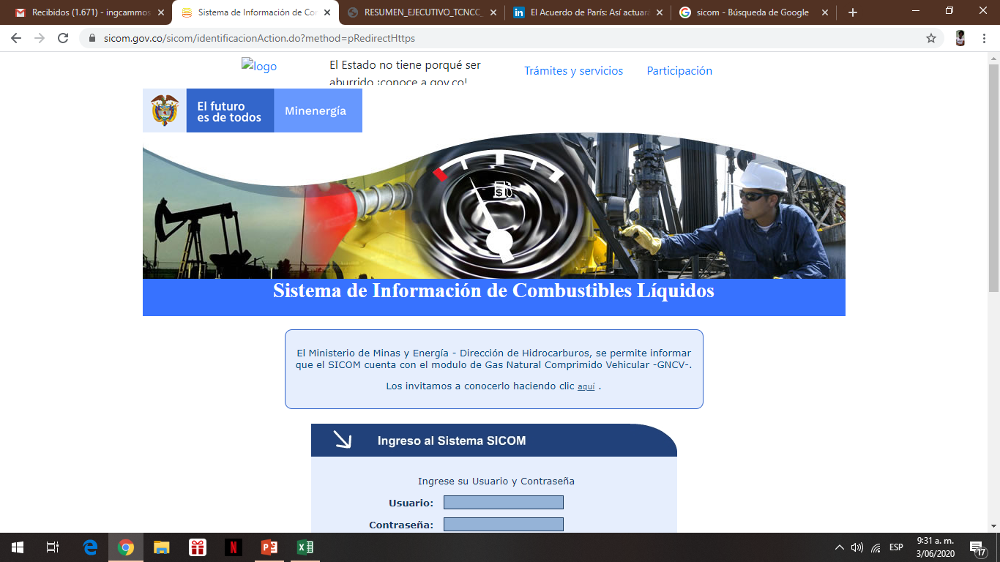 Recibidos (1.671) - ingcammos
Sistema de Información de Con
RESUMEN_EJECUTIVO_TCNCC_
El Acuerdo de París: Así actuará
sicom - Búsqueda de Google
sicom.gov.co/sicom/identificacionAction.do?method=pRedirectHttps
logo
El Estado no tiene porqué ser
aburrido ¡conoce a gov.co!
Trámites y servicios
Participación
El futuro
es de todos
Minenergía
Sistema de Información de Combustibles Líquidos
El Ministerio de Minas y Energía - Dirección de Hidrocarburos, se permite informar
que el SICOM cuenta con el modulo de Gas Natural Comprimido Vehicular -GNCV-.
Los invitamos a conocerlo haciendo clic aquí .
Ingreso al Sistema SICOM
Ingrese su Usuario y Contraseña
Usuario:
Contraseña:
ESP
9:31 a. m.
3/06/2020
17